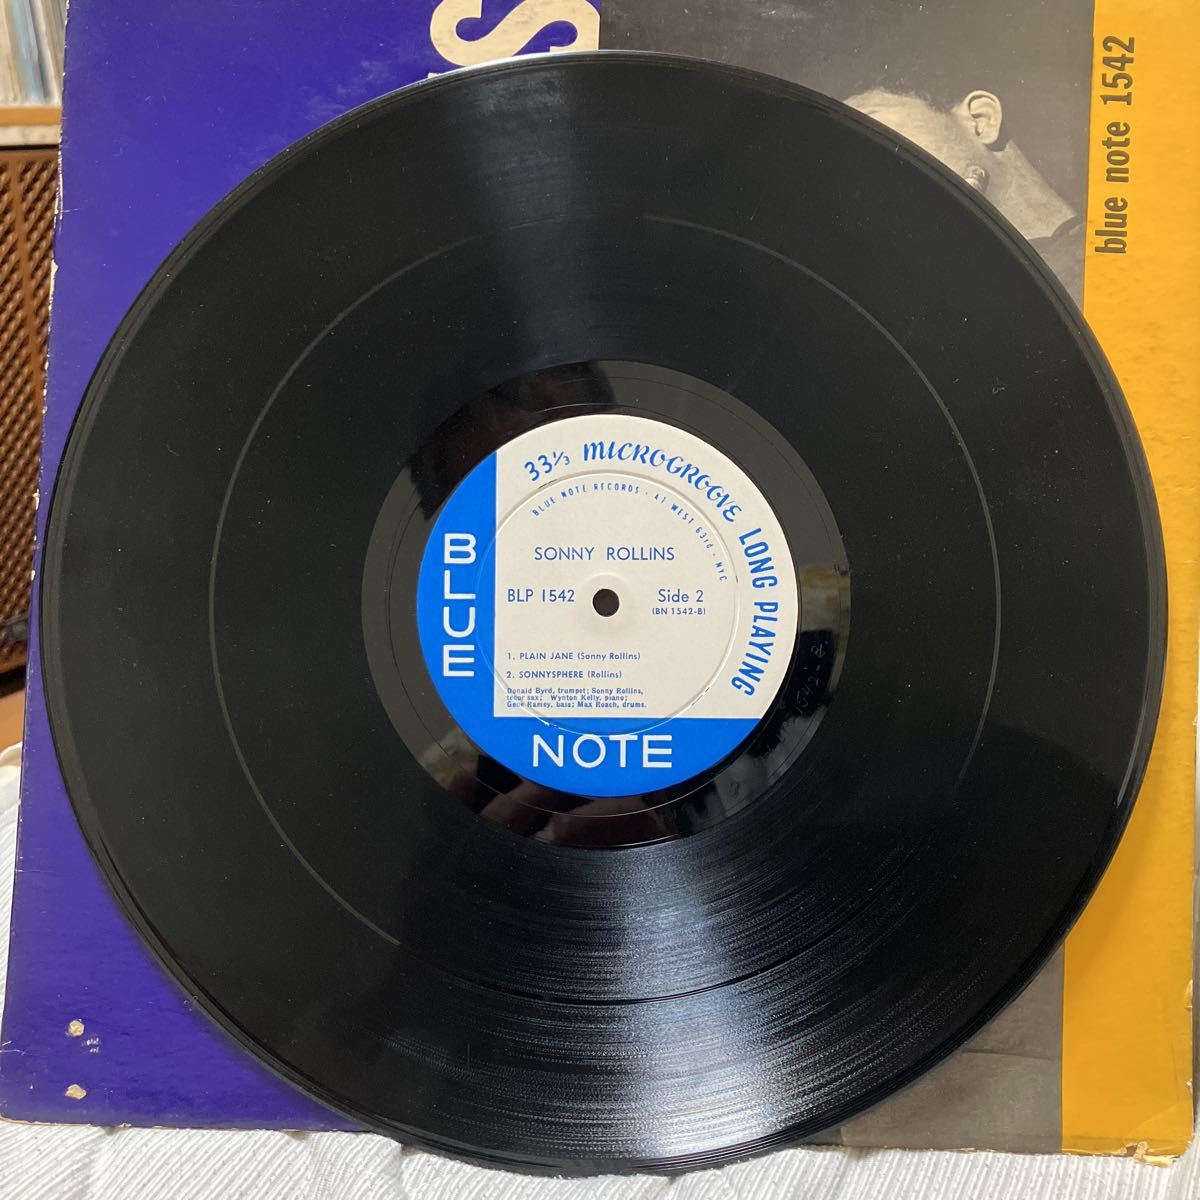 S
blue note 1542
33⅓ MICROGROOVE LONG PLAYING
BLUE NOTE RECORDS · 47 WEST 63rd · NYC
SONNY ROLLINS
BLP 1542 Side 2
(BN 1542-B)
1. PLAIN JANE (Sonny Rollins)
2. SONNYSPHERE (Rollins)
Donald Byrd, trumpet; Sonny Rollins,
tenor sax; Wynton Kelly, piano;
Gene Ramey, bass; Max Roach, drums.
BLUE
NOTE